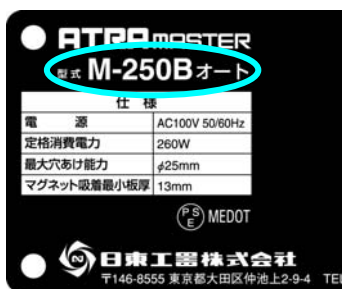 ATRA MASTER
型式 M-250Bオート
仕 様
電 源 AC100V 50/60Hz
定格消費電力 260W
最大穴あけ能力 φ25mm
マグネット吸着最小板厚 13mm
PSE MEDOT
日東工器株式会社
〒146-8555 東京都大田区仲池上2-9-4 TEL